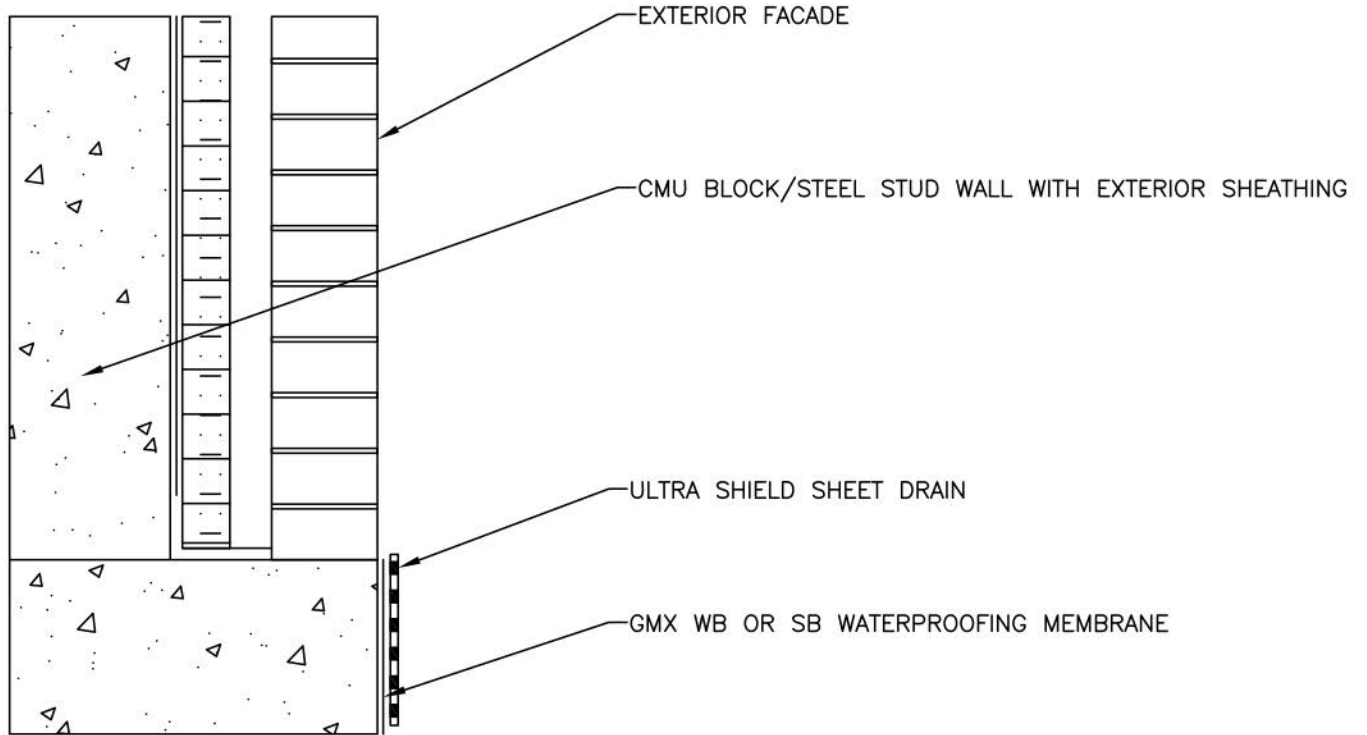 EXTERIOR FACADE
CMU BLOCK/STEEL STUD WALL WITH EXTERIOR SHEATHING
ULTRA SHIELD SHEET DRAIN
GMX WB OR SB WATERPROOFING MEMBRANE